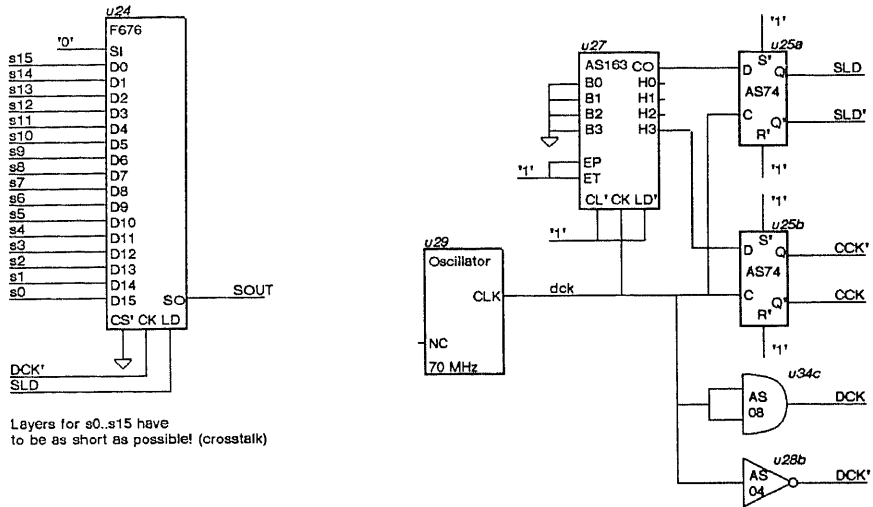 u24
F676
'0'
SI
s15
D0
s14
D1
s13
D2
s12
D3
s11
D4
s10
D5
s9
D6
s8
D7
s7
D8
s6
D9
s5
D10
s4
D11
s3
D12
s2
D13
s1
D14
s0
D15
SO
SOUT
CS' CK LD
DCK'
SLD
Layers for s0..s15 have
to be as short as possible! (crosstalk)
u27
AS163 CO
B0 H0
B1 H1
B2 H2
B3 H3
EP
'1'
ET
CL' CK LD'
'1'
u29
Oscillator
CLK
dck
NC
70 MHz
'1'
u25a
S'
D Q
SLD
AS74
C Q'
SLD'
R'
'1'
'1'
u25b
S'
D Q
CCK'
AS74
C Q'
CCK
R'
'1'
u34c
AS
08
DCK
u28b
AS
04
DCK'